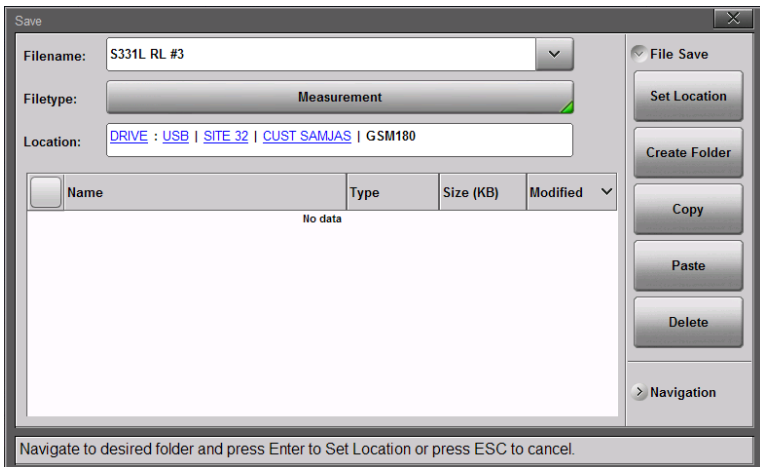 Save
Filename: S331L RL #3
Filetype: Measurement
Location: DRIVE : USB | SITE 32 | CUST SAMJAS | GSM180
Name Type Size (KB) Modified
No data
File Save
Set Location
Create Folder
Copy
Paste
Delete
Navigation
Navigate to desired folder and press Enter to Set Location or press ESC to cancel.